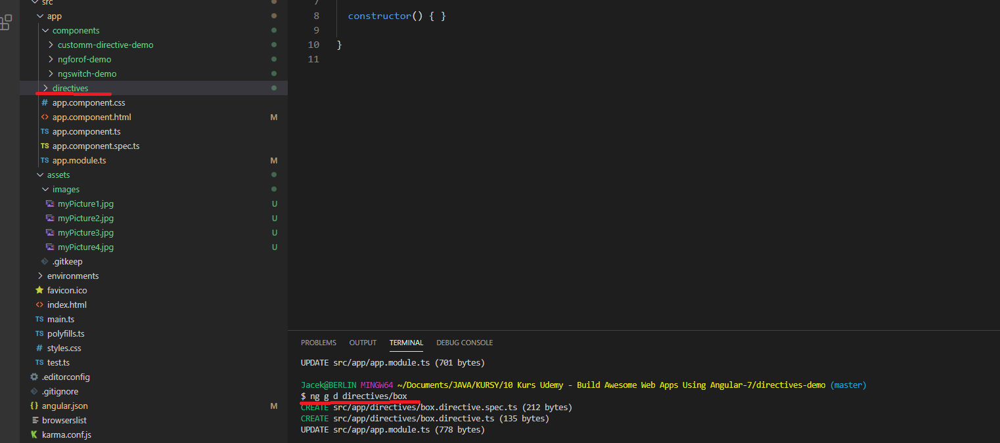 src
app
components
customm-directive-demo
ngforof-demo
ngswitch-demo
directives
# app.component.css
<> app.component.html M
TS app.component.ts
TS app.component.spec.ts
TS app.module.ts M
assets
images
myPicture1.jpg U
myPicture2.jpg U
myPicture3.jpg U
myPicture4.jpg U
.gitkeep
environments
favicon.ico
<> index.html
TS main.ts
TS polyfills.ts
# styles.css
TS test.ts
.editorconfig
.gitignore
{} angular.json M
browserslist
karma.conf.js
7
8 constructor() { }
9
10 }
11
PROBLEMS OUTPUT TERMINAL DEBUG CONSOLE
UPDATE src/app/app.module.ts (701 bytes)
Jacek@BERLIN MINGW64 ~/Documents/JAVA/KURSY/10 Kurs Udemy - Build Awesome Web Apps Using Angular-7/directives-demo (master)
$ ng g d directives/box
CREATE src/app/directives/box.directive.spec.ts (212 bytes)
CREATE src/app/directives/box.directive.ts (135 bytes)
UPDATE src/app/app.module.ts (778 bytes)